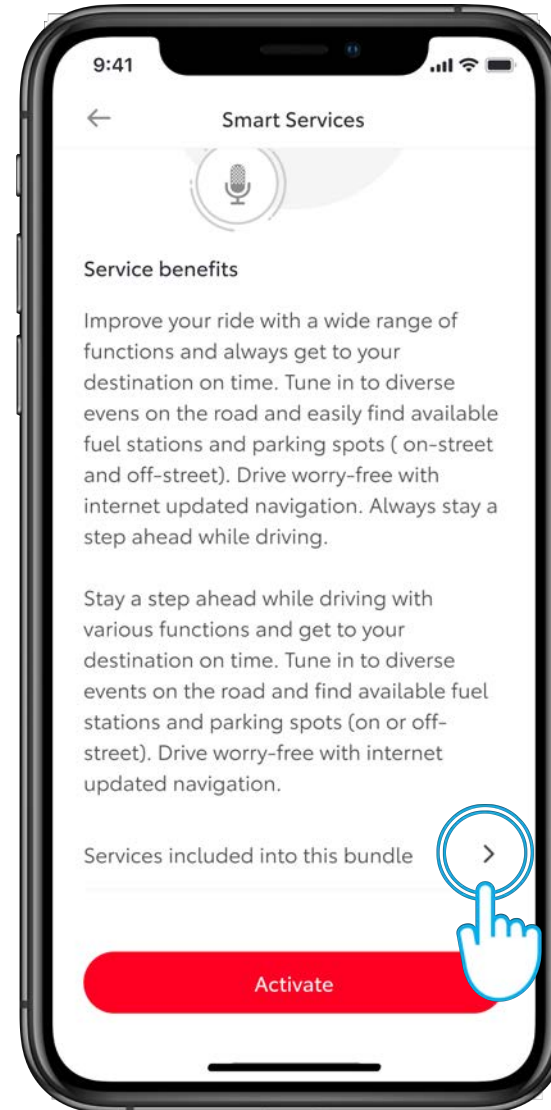 9:41
Smart Services
Service benefits
Improve your ride with a wide range of
functions and always get to your
destination on time. Tune in to diverse
evens on the road and easily find available
fuel stations and parking spots ( on-street
and off-street). Drive worry-free with
internet updated navigation. Always stay a
step ahead while driving.
Stay a step ahead while driving with
various functions and get to your
destination on time. Tune in to diverse
events on the road and find available fuel
stations and parking spots (on or off-
street). Drive worry-free with internet
updated navigation.
Services included into this bundle
Activate